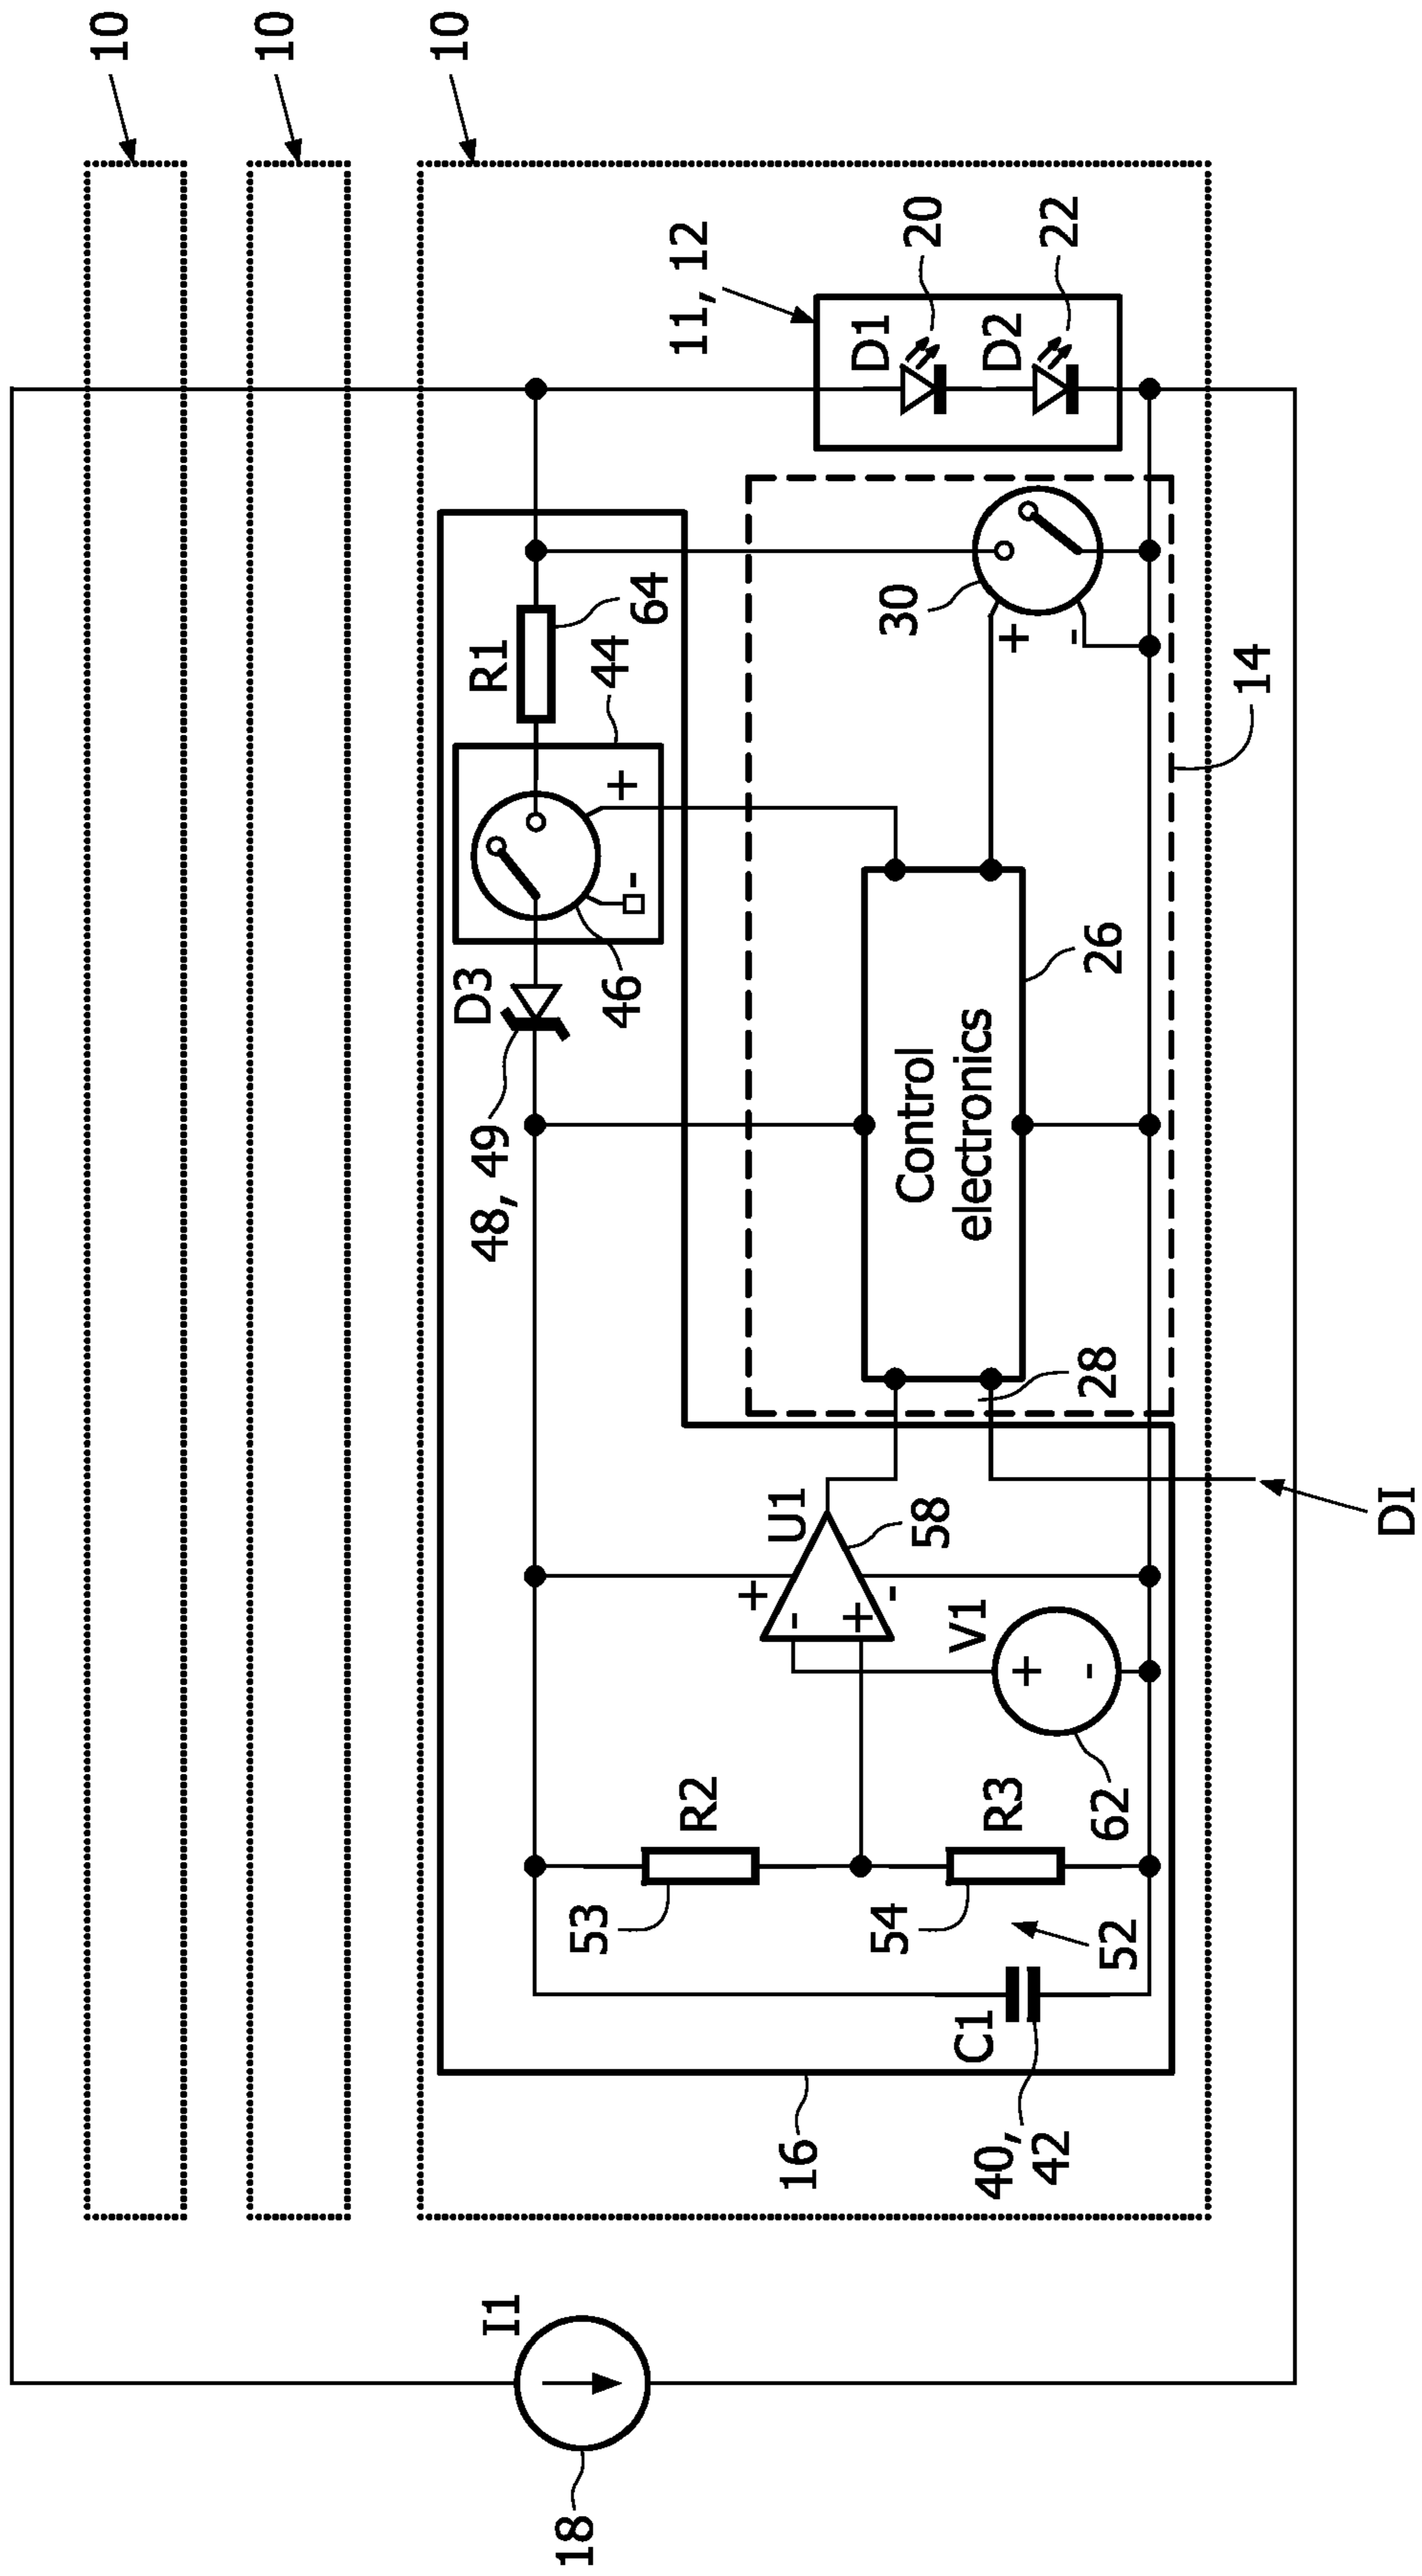 10
10
10
11, 12
D1
20
D2
22
R1
64
44
30
+
-
14
+
-
46
D3
48, 49
Control
electronics
26
28
U1
58
+
-
-
+
V1
+
-
62
DI
R2
53
R3
54
52
C1
40,
42
16
I1
18